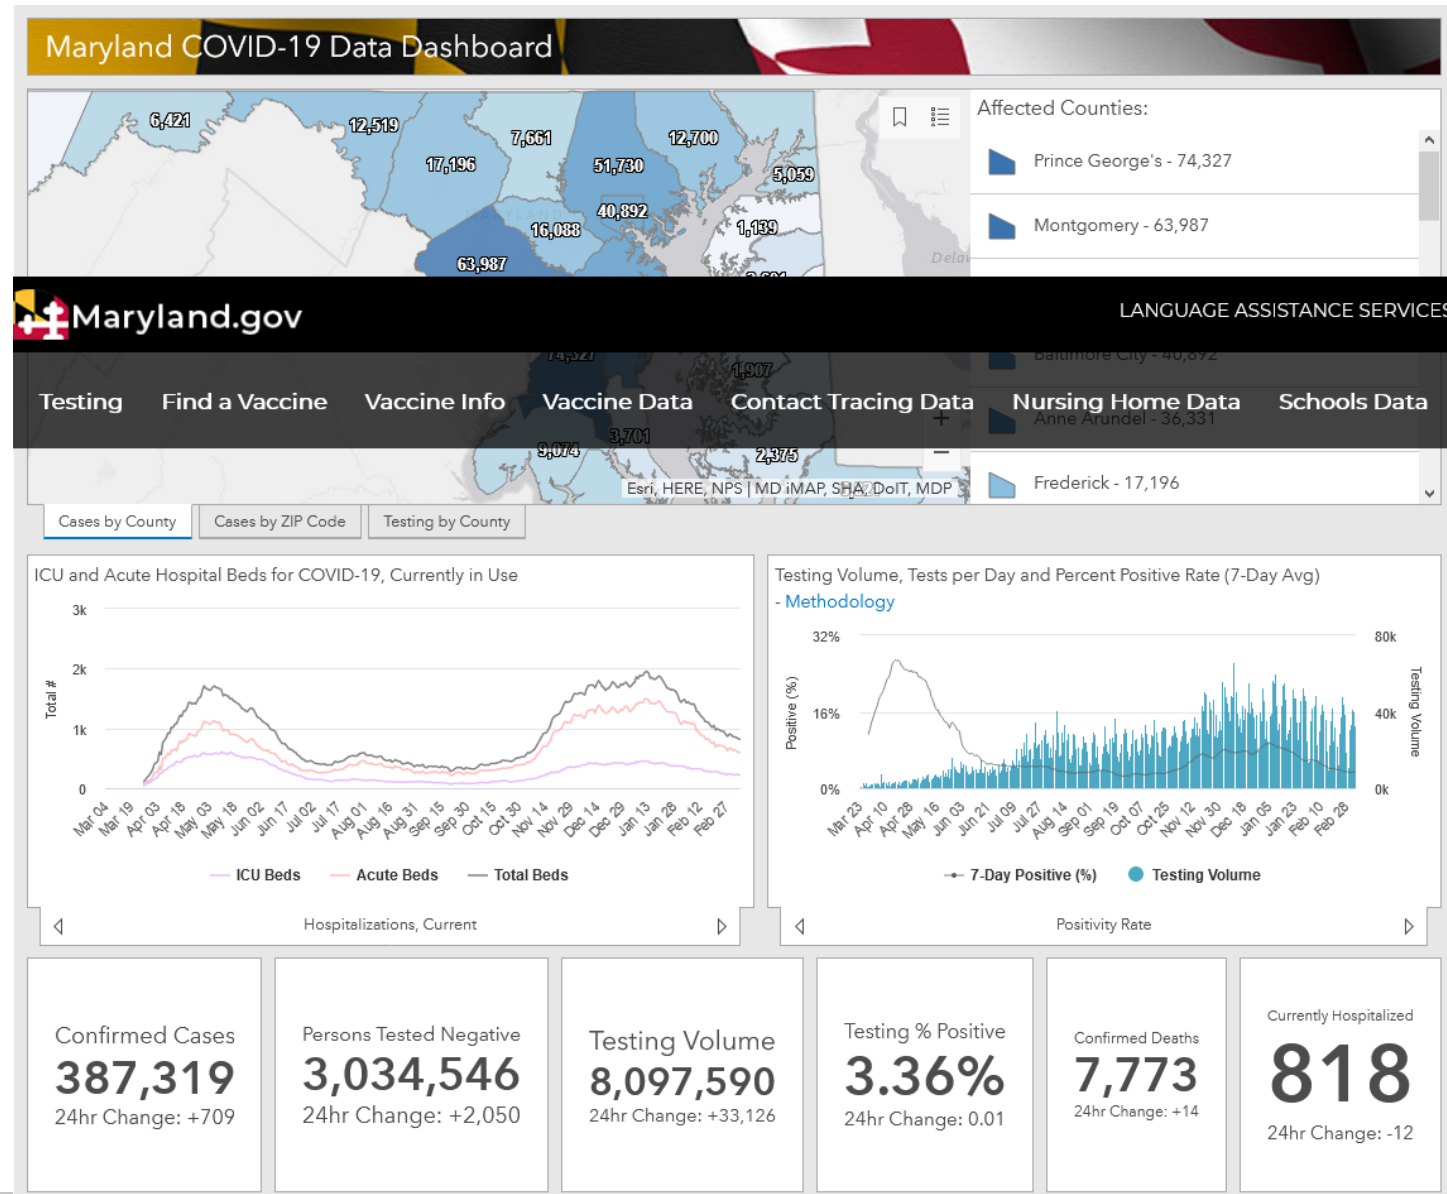 Maryland COVID-19 Data Dashboard
6,421
12,519
17,196
7,661
51,730
12,700
5,059
40,892
16,088
1,139
63,987
MARYLAND
Affected Counties:
Prince George's - 74,327
Montgomery - 63,987
Maryland.gov
LANGUAGE ASSISTANCE SERVICES
74,327
1,907
Baltimore City - 40,892
Testing
Find a Vaccine
Vaccine Info
Vaccine Data
Contact Tracing Data
Nursing Home Data
Schools Data
Anne Arundel - 36,331
9,074
3,701
2,375
+
−
Esri, HERE, NPS | MD iMAP, SHA, DoIT, MDP
Frederick - 17,196
Cases by County
Cases by ZIP Code
Testing by County
ICU and Acute Hospital Beds for COVID-19, Currently in Use
3k
2k
1k
0
Total #
Mar 04
Mar 19
Apr 03
Apr 18
May 03
May 18
Jun 02
Jun 17
Jul 02
Jul 17
Aug 01
Aug 16
Aug 31
Sep 15
Sep 30
Oct 15
Oct 30
Nov 14
Nov 29
Dec 14
Dec 29
Jan 13
Jan 28
Feb 12
Feb 27
ICU Beds
Acute Beds
Total Beds
Hospitalizations, Current
Testing Volume, Tests per Day and Percent Positive Rate (7-Day Avg)
- Methodology
32%
16%
0%
Positive (%)
80k
40k
0k
Testing Volume
Mar 23
Apr 10
Apr 28
May 16
Jun 03
Jun 21
Jul 09
Jul 27
Aug 14
Sep 01
Sep 19
Oct 07
Oct 25
Nov 12
Nov 30
Dec 18
Jan 05
Jan 23
Feb 10
Feb 28
7-Day Positive (%)
Testing Volume
Positivity Rate
Confirmed Cases
387,319
24hr Change: +709
Persons Tested Negative
3,034,546
24hr Change: +2,050
Testing Volume
8,097,590
24hr Change: +33,126
Testing % Positive
3.36%
24hr Change: 0.01
Confirmed Deaths
7,773
24hr Change: +14
Currently Hospitalized
818
24hr Change: -12